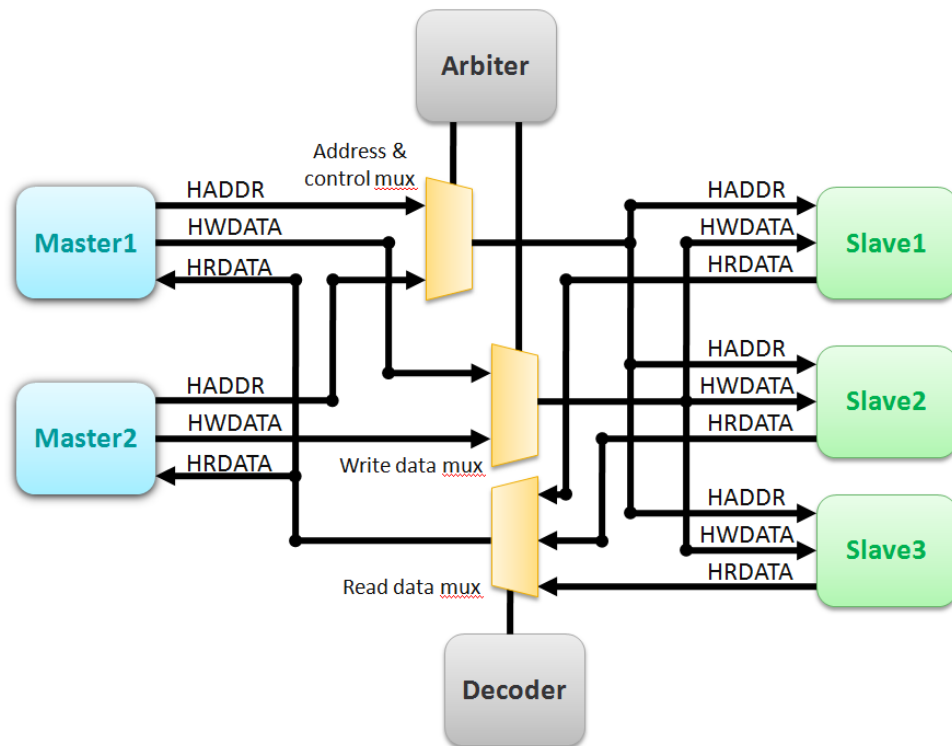 Arbiter
Address &
control mux
HADDR
HWDATA
HRDATA
Master1
HADDR
HWDATA
HRDATA
Slave1
HADDR
HWDATA
HRDATA
Master2
HADDR
HWDATA
HRDATA
Slave2
Write data mux
HADDR
HWDATA
HRDATA
Slave3
Read data mux
Decoder